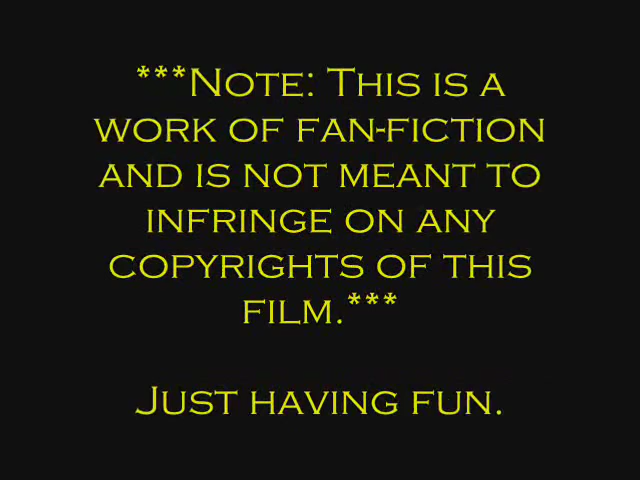 ***Note: This is a
work of fan-fiction
and is not meant to
infringe on any
copyrights of this
film.***
Just having fun.